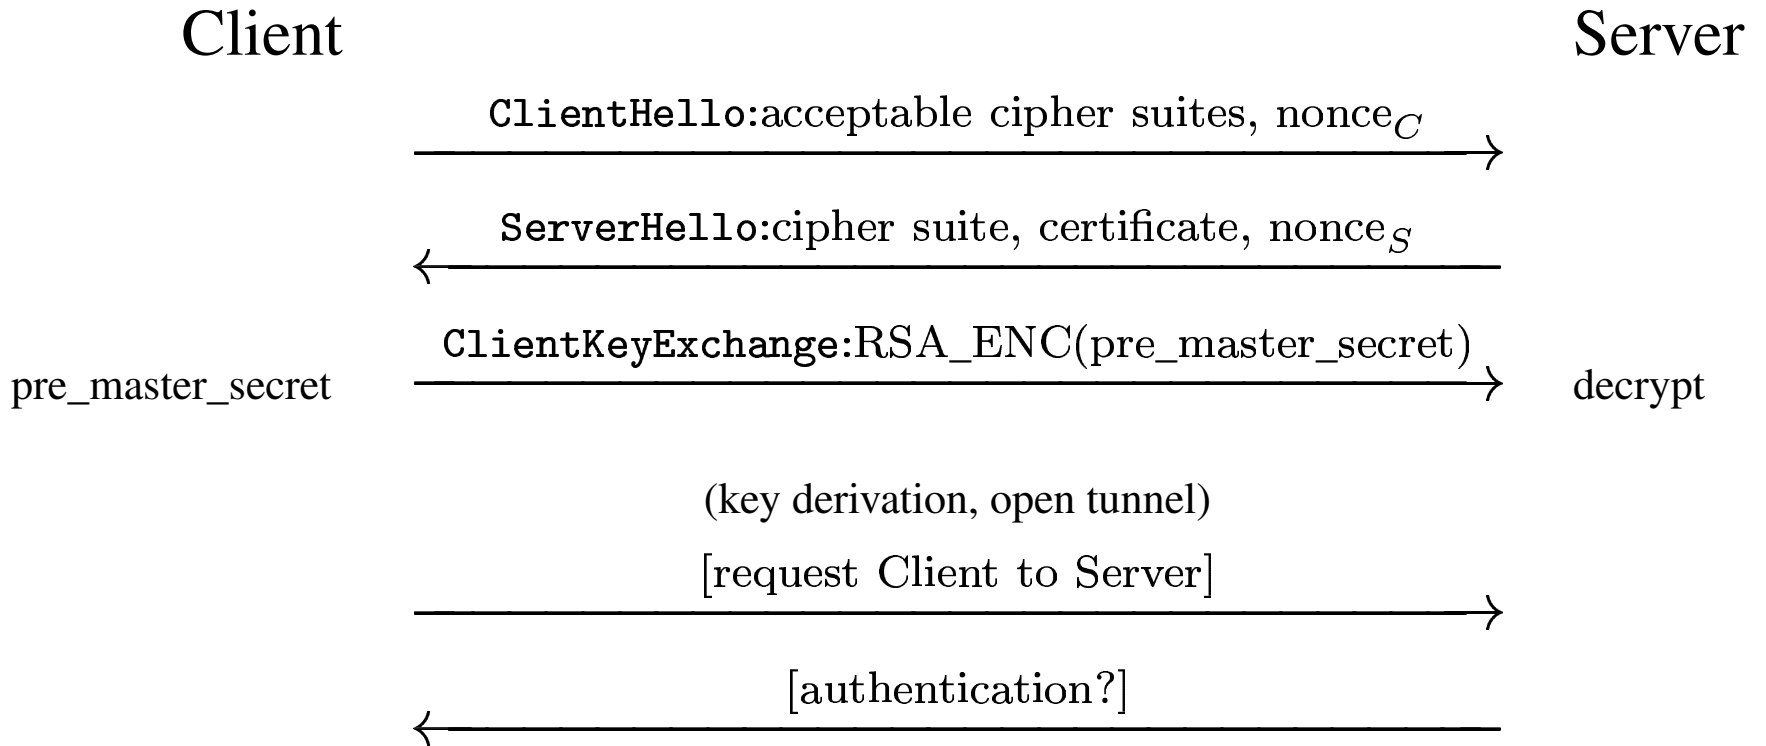 Client Server
ClientHello:acceptable cipher suites, nonce_C
ServerHello:cipher suite, certificate, nonce_S
ClientKeyExchange:RSA_ENC(pre_master_secret)
pre_master_secret decrypt
(key derivation, open tunnel)
[request Client to Server]
[authentication?]